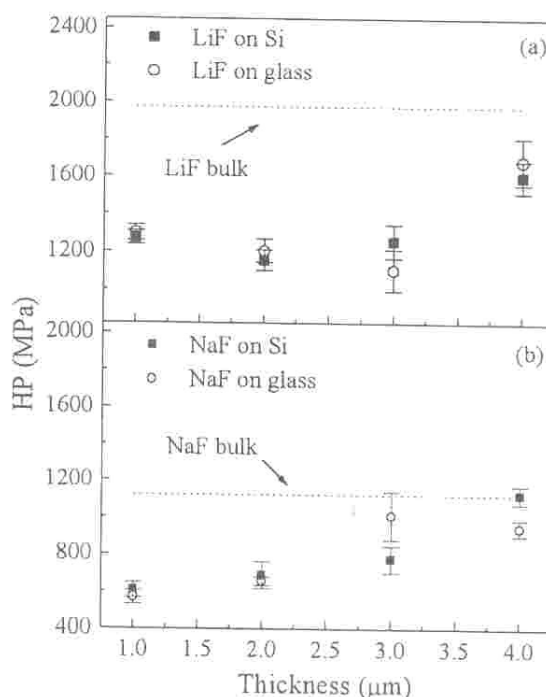 2400
LiF on Si
(a)
LiF on glass
2000
1600
LiF bulk
1200
HP (MPa)
2000
NaF on Si
(b)
NaF on glass
1600
NaF bulk
1200
800
400
1.0 1.5 2.0 2.5 3.0 3.5 4.0
Thickness (μm)